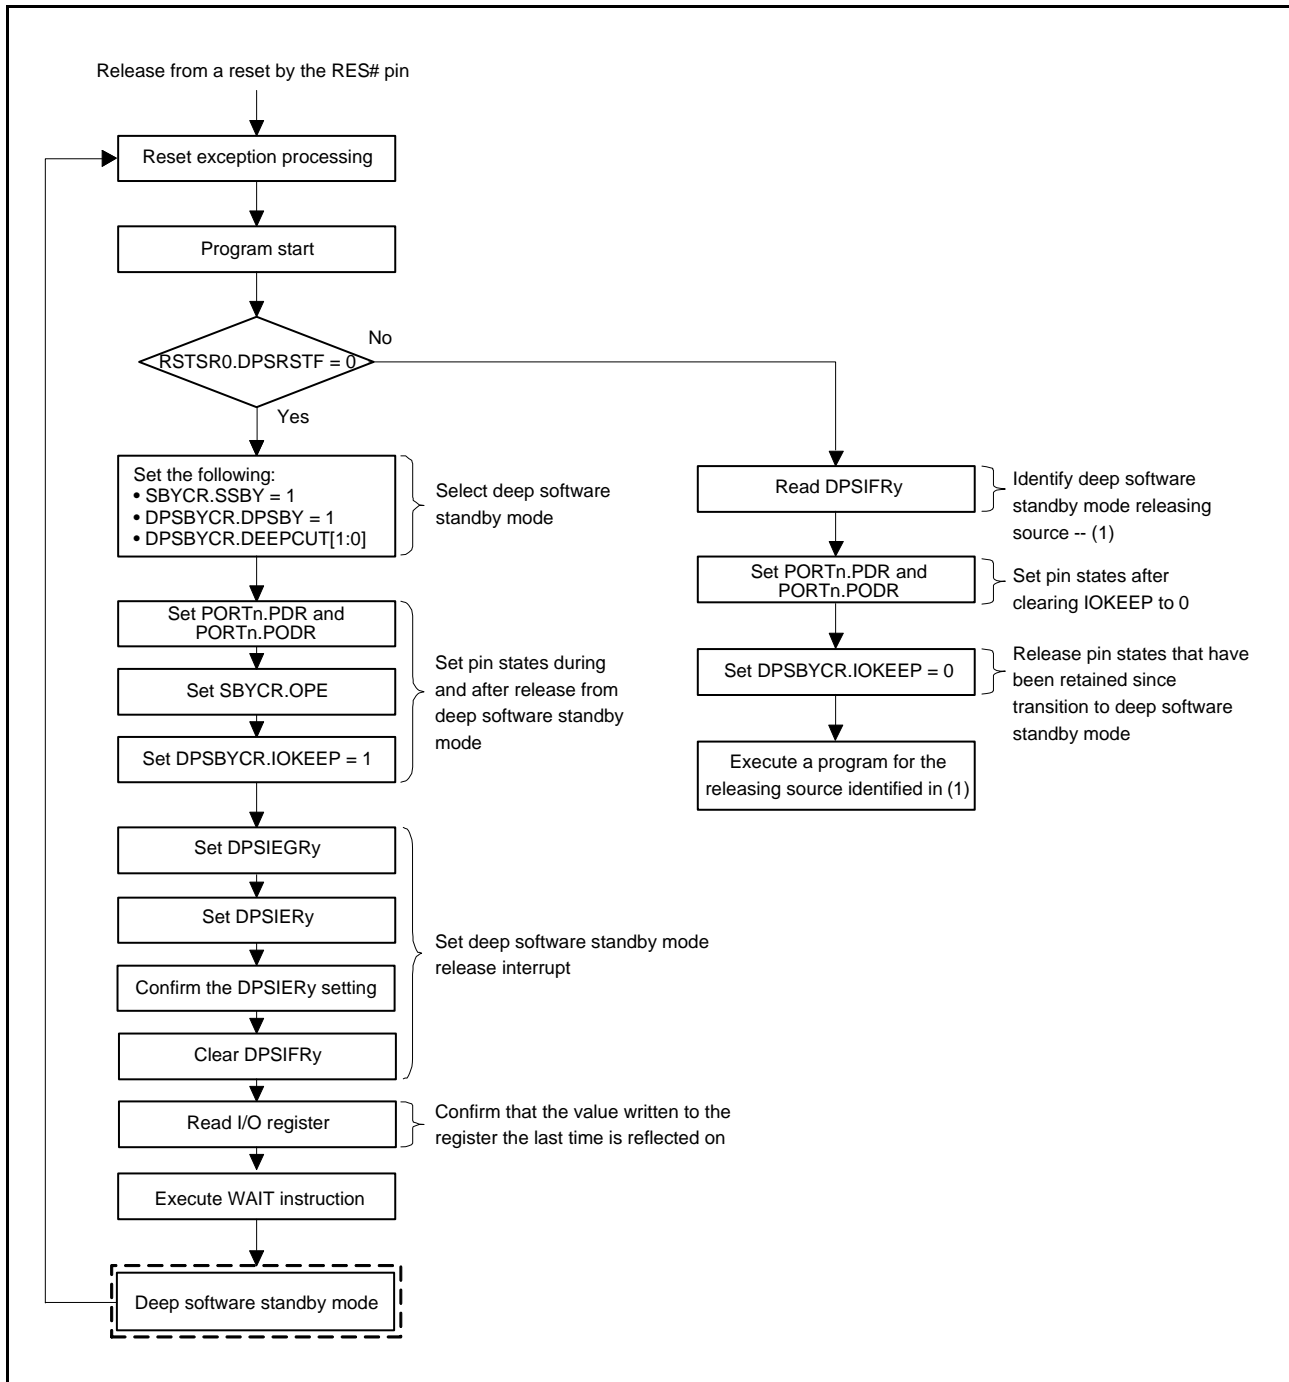 Release from a reset by the RES# pin
Reset exception processing
Program start
RSTSR0.DPSRSTF = 0
No
Yes
Set the following:
• SBYCR.SSBY = 1
• DPSBYCR.DPSBY = 1
• DPSBYCR.DEEPCUT[1:0]
Select deep software
standby mode
Set PORTn.PDR and
PORTn.PODR
Set SBYCR.OPE
Set DPSBYCR.IOKEEP = 1
Set pin states during
and after release from
deep software standby
mode
Set DPSIEGRy
Set DPSIERy
Confirm the DPSIERy setting
Clear DPSIFRy
Set deep software standby mode
release interrupt
Read I/O register
Confirm that the value written to the
register the last time is reflected on
Execute WAIT instruction
Deep software standby mode
Read DPSIFRy
Identify deep software
standby mode releasing
source -- (1)
Set PORTn.PDR and
PORTn.PODR
Set pin states after
clearing IOKEEP to 0
Set DPSBYCR.IOKEEP = 0
Release pin states that have
been retained since
transition to deep software
standby mode
Execute a program for the
releasing source identified in (1)